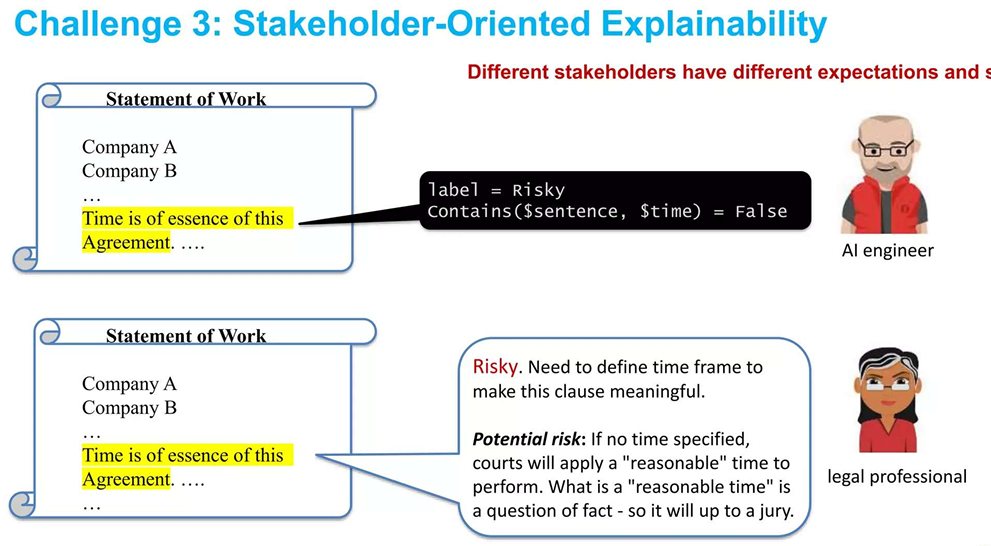 Challenge 3: Stakeholder-Oriented Explainability
Different stakeholders have different expectations and
Statement of Work
Company A
Company B
…
Time is of essence of this
Agreement. ….
label = Risky
Contains($sentence, $time) = False
AI engineer
Statement of Work
Company A
Company B
…
Time is of essence of this
Agreement. ….
…
Risky. Need to define time frame to
make this clause meaningful.
Potential risk: If no time specified,
courts will apply a "reasonable" time to
perform. What is a "reasonable time" is
a question of fact - so it will up to a jury.
legal professional